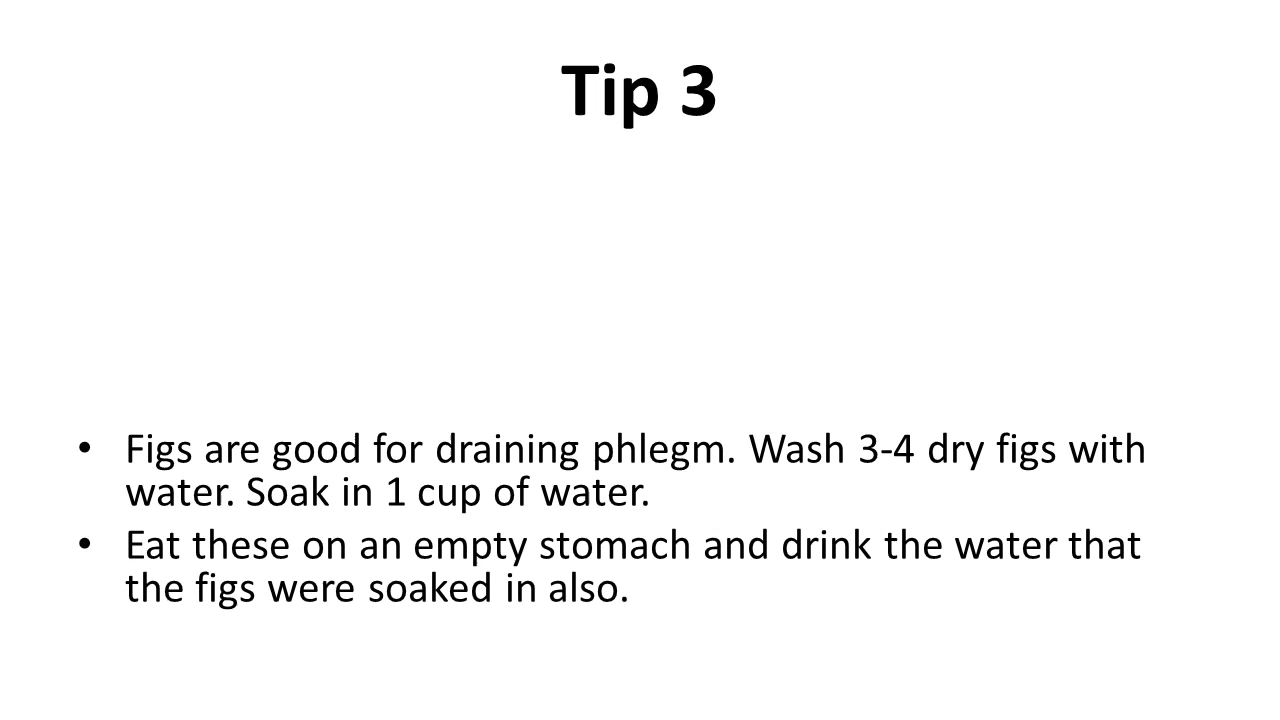 Tip 3
• Figs are good for draining phlegm. Wash 3-4 dry figs with
water. Soak in 1 cup of water.
• Eat these on an empty stomach and drink the water that
the figs were soaked in also.